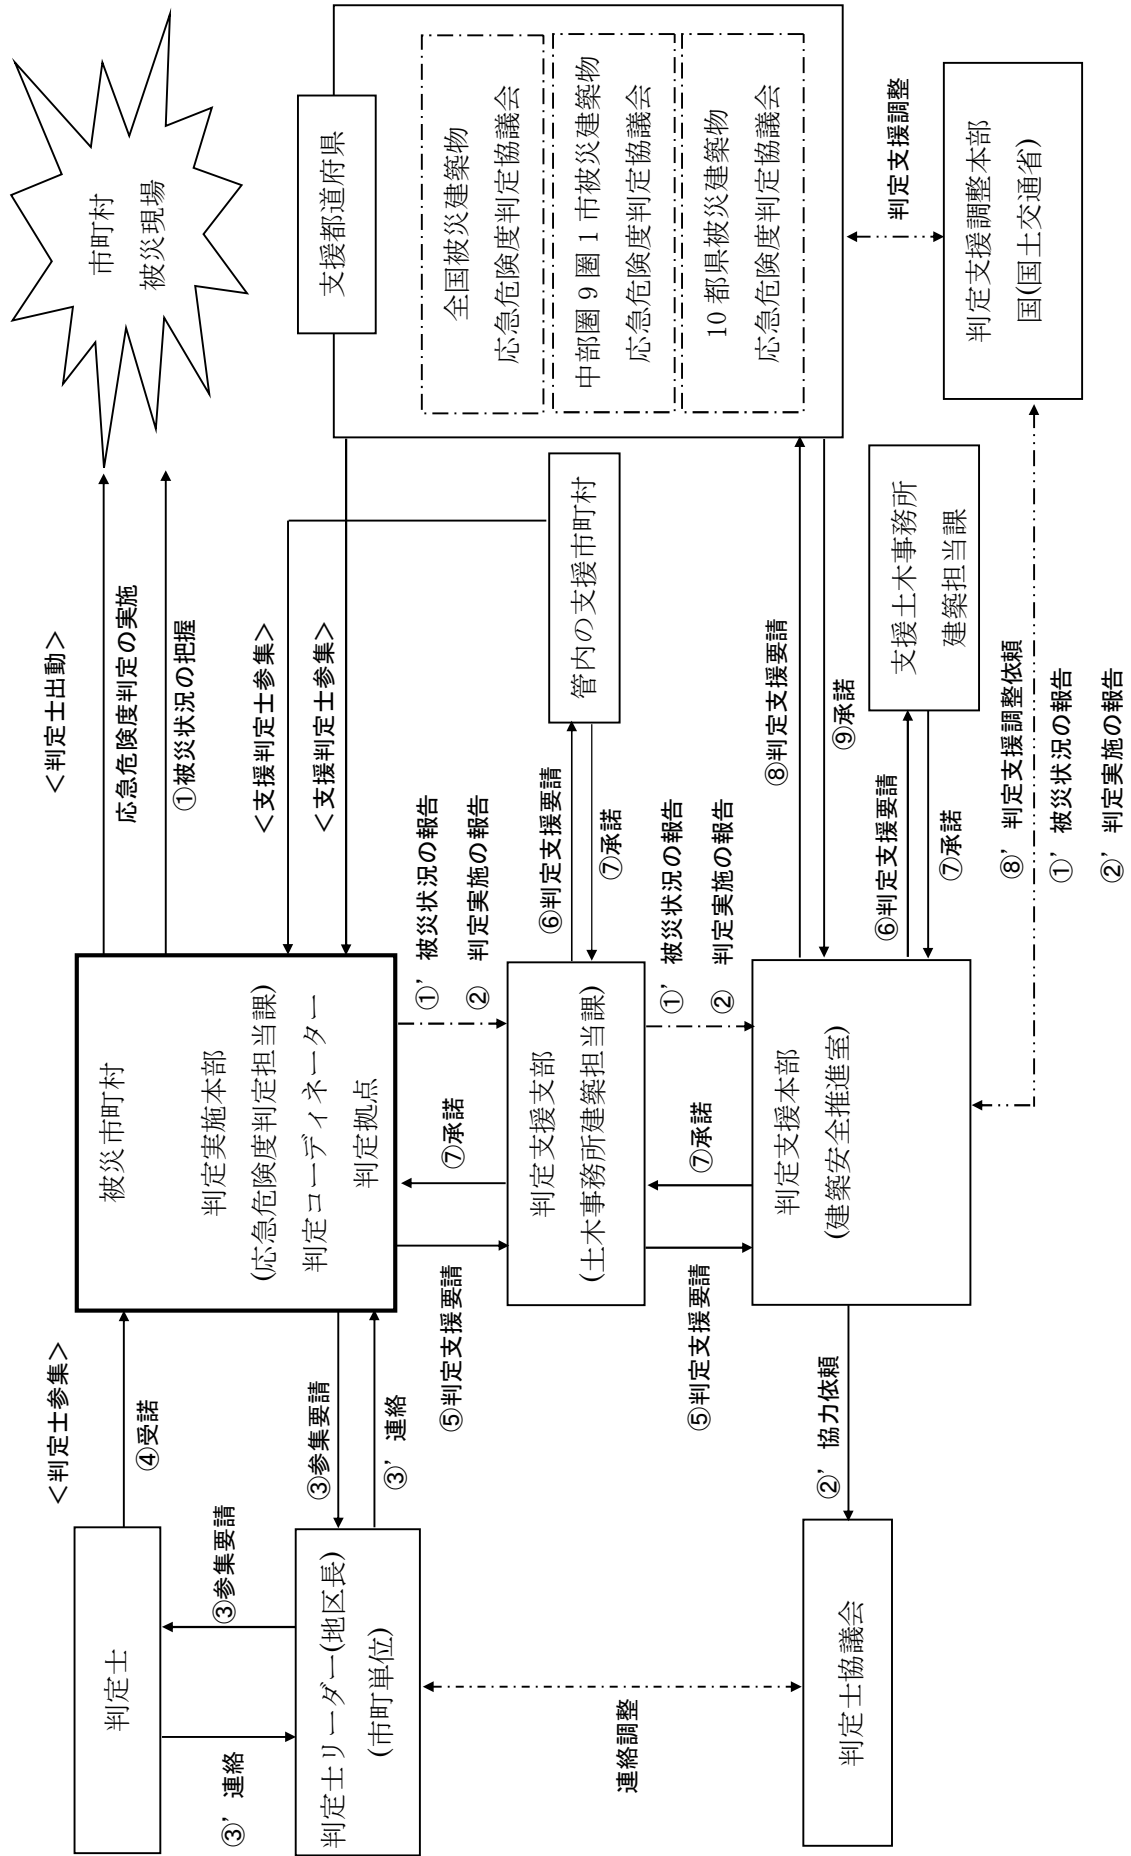 ＜判定士参集＞
＜判定士出動＞
判定士
④受諾
③’ 連絡
③参集要請
判定士リーダー(地区長)
(市町単位)
③参集要請
③’ 連絡
被災市町村
判定実施本部
(応急危険度判定担当課)
判定コーディネーター
判定拠点
応急危険度判定の実施
①被災状況の把握
市町村
被災現場
＜支援判定士参集＞
＜支援判定士参集＞
⑤判定支援要請
⑦承諾
①’ 被災状況の報告
② 判定実施の報告
判定支援支部
(土木事務所建築担当課)
⑥判定支援要請
⑦承諾
管内の支援市町村
支援都道府県
全国被災建築物
応急危険度判定協議会
中部圏9圏1市被災建築物
応急危険度判定協議会
10都県被災建築物
応急危険度判定協議会
連絡調整
⑤判定支援要請
⑦承諾
①’ 被災状況の報告
② 判定実施の報告
判定士協議会
②’ 協力依頼
判定支援本部
(建築安全推進室)
⑧判定支援要請
⑨承諾
⑥判定支援要請
⑦承諾
支援土木事務所
建築担当課
判定支援調整
判定支援調整本部
国(国土交通省)
⑧’ 判定支援調整依頼
①’ 被災状況の報告
②’ 判定実施の報告